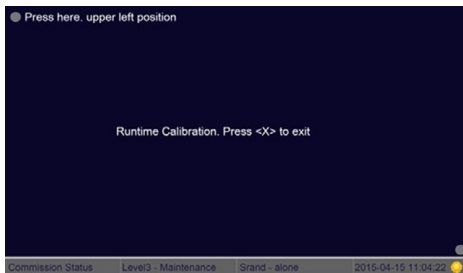 Press here. upper left position
Runtime Calibration. Press <X> to exit
Commission Status Level3 - Maintenance Srand - alone 2015-04-15 11:04:22